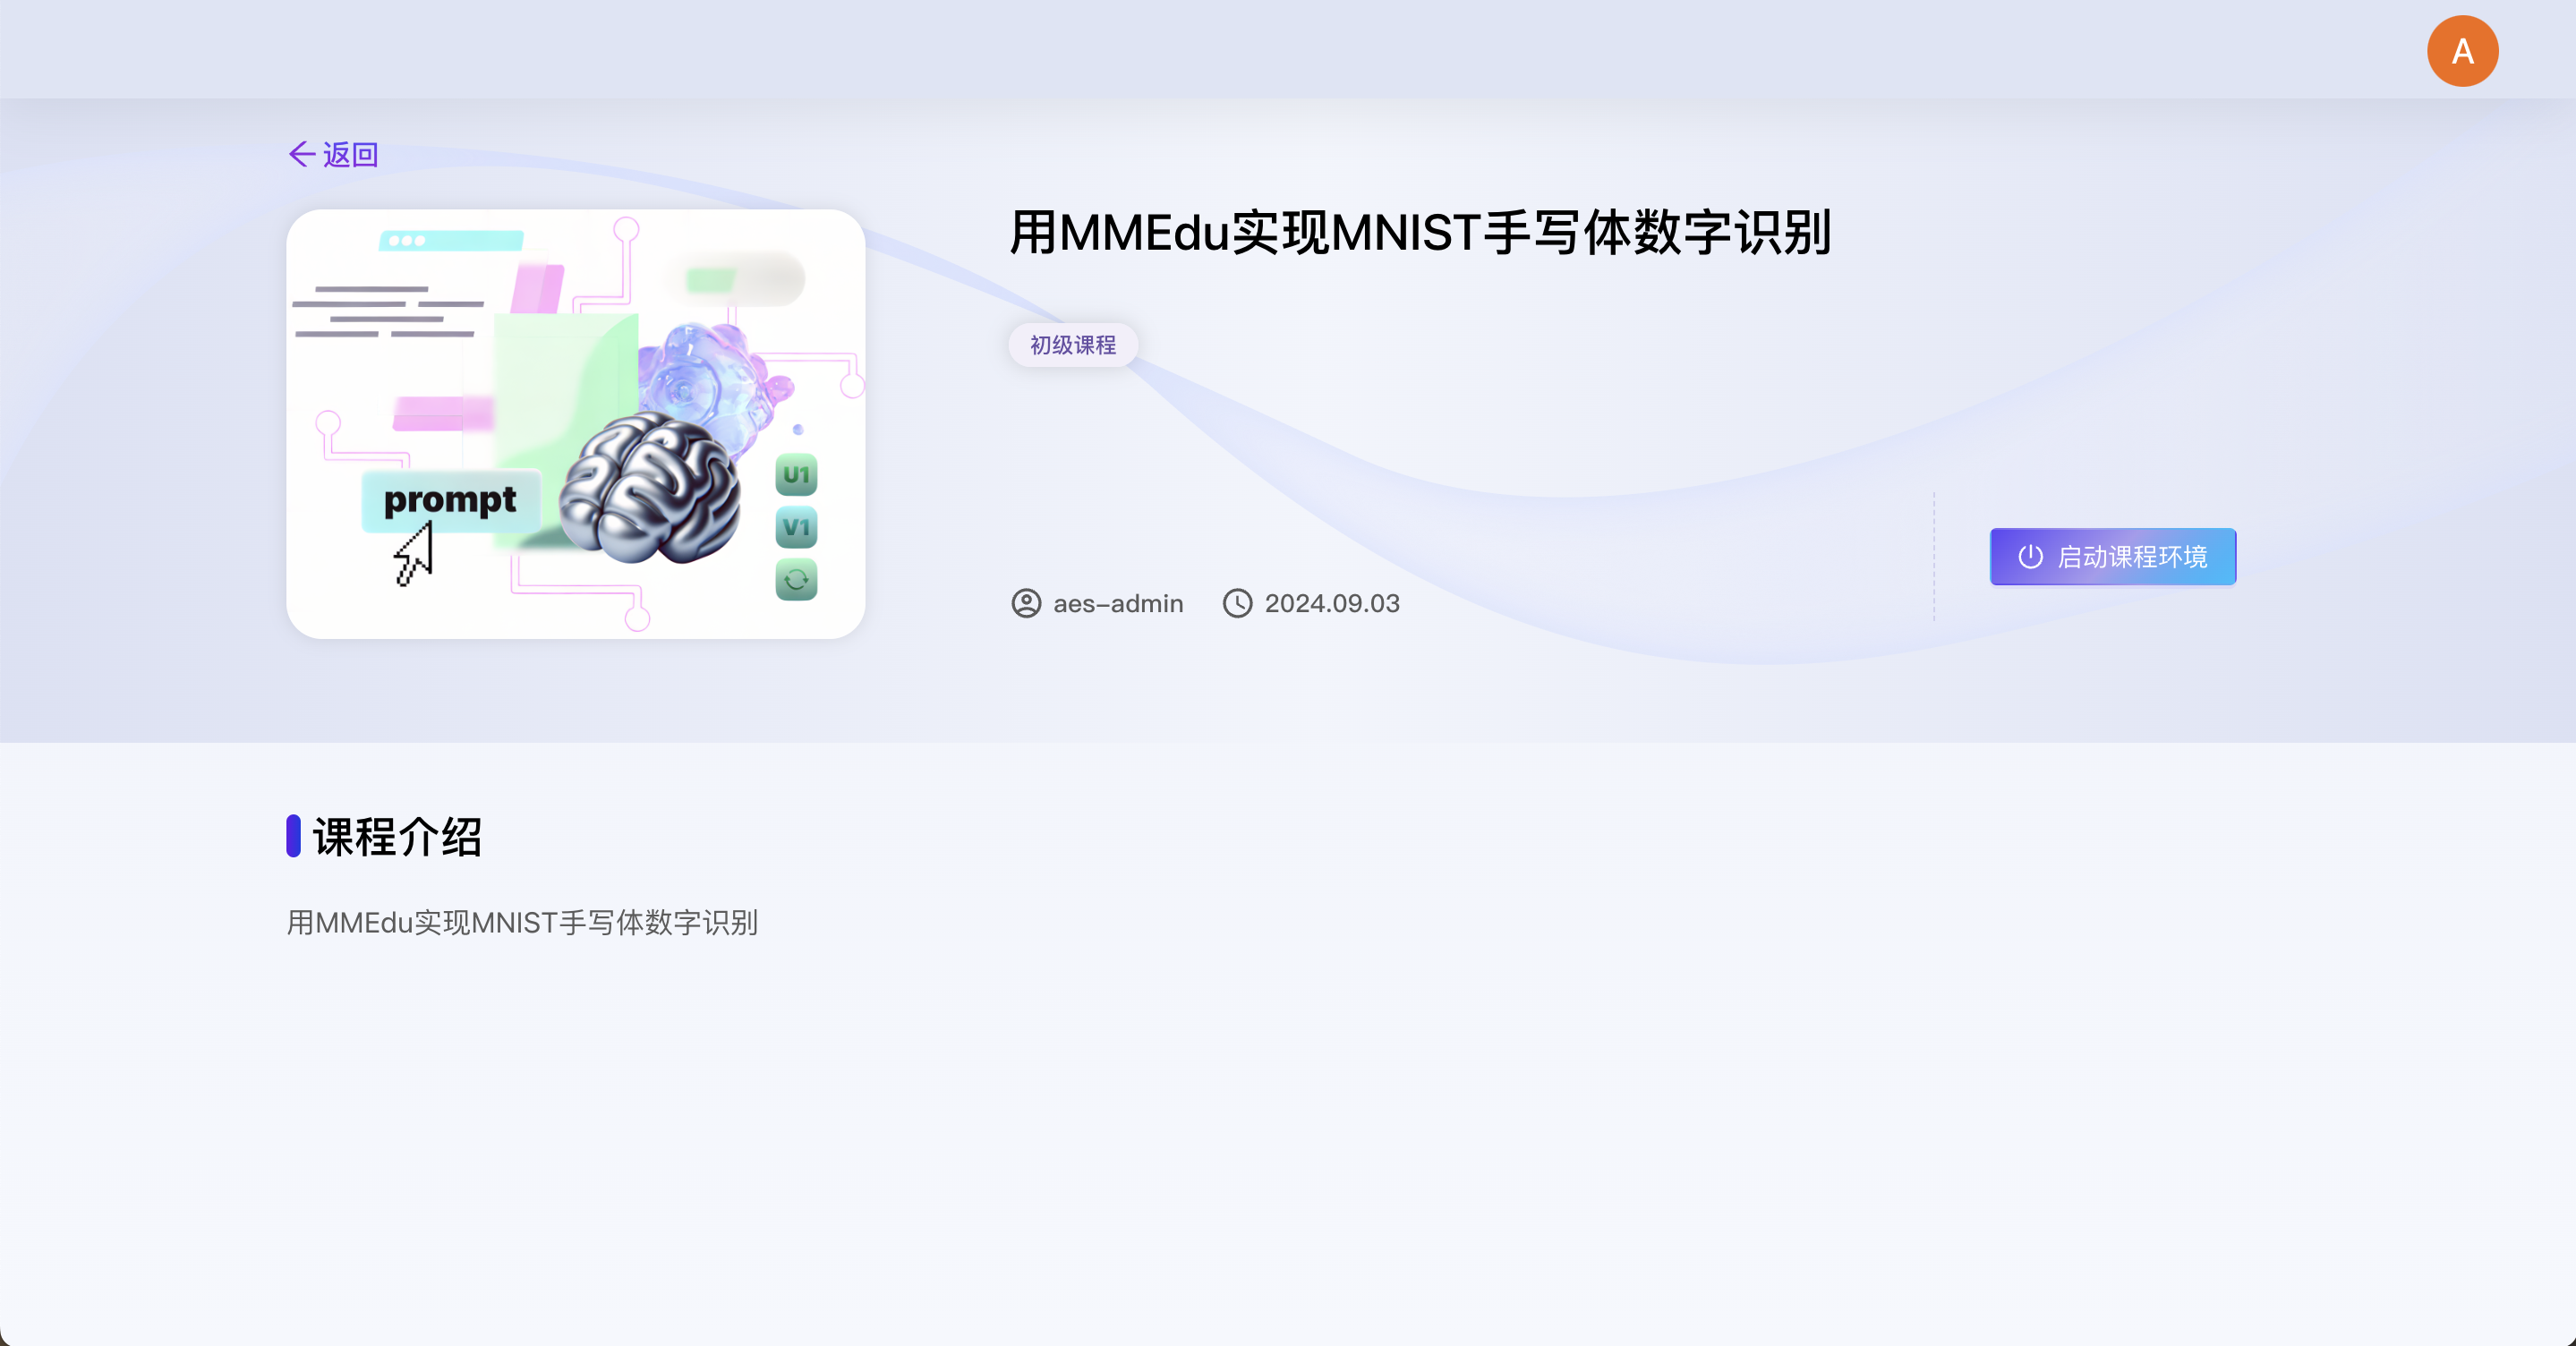 A
返回
用MMEdu实现MNIST手写体数字识别
初级课程
prompt
U1
V1
启动课程环境
aes-admin 2024.09.03
课程介绍
用MMEdu实现MNIST手写体数字识别